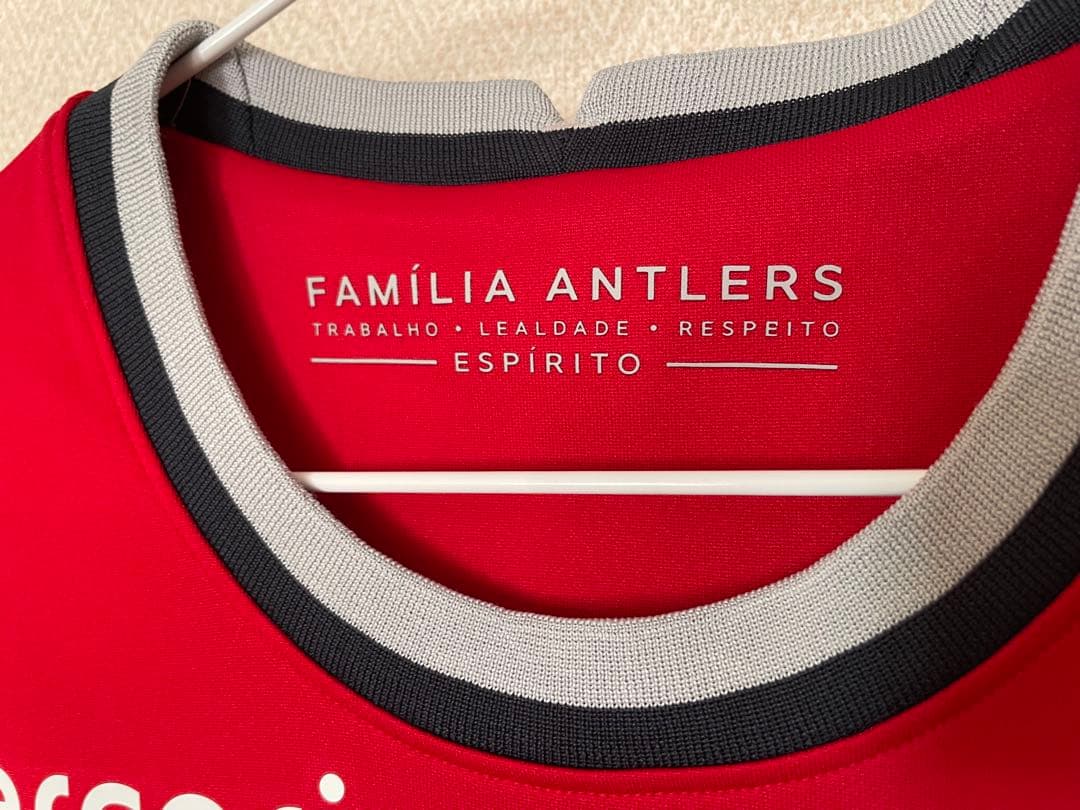 FAMÍLIA ANTLERS
TRABALHO • LEALDADE • RESPEITO
ESPÍRITO